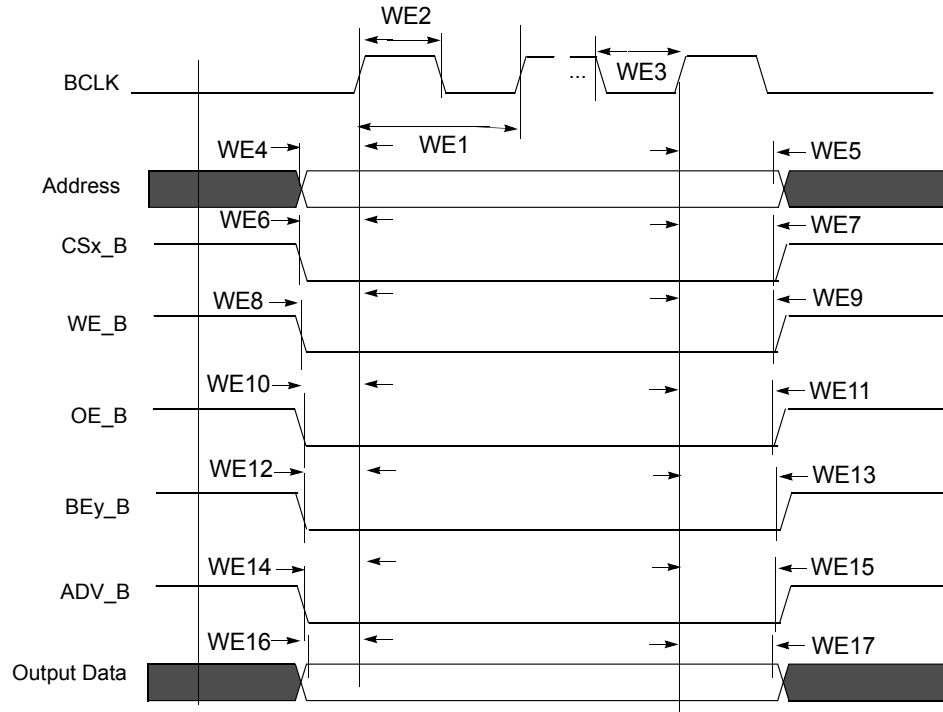 WE2
BCLK
...
WE3
WE4
WE1
WE5
Address
WE6
WE7
CSx_B
WE8
WE9
WE_B
WE10
WE11
OE_B
WE12
WE13
BEy_B
WE14
WE15
ADV_B
WE16
WE17
Output Data